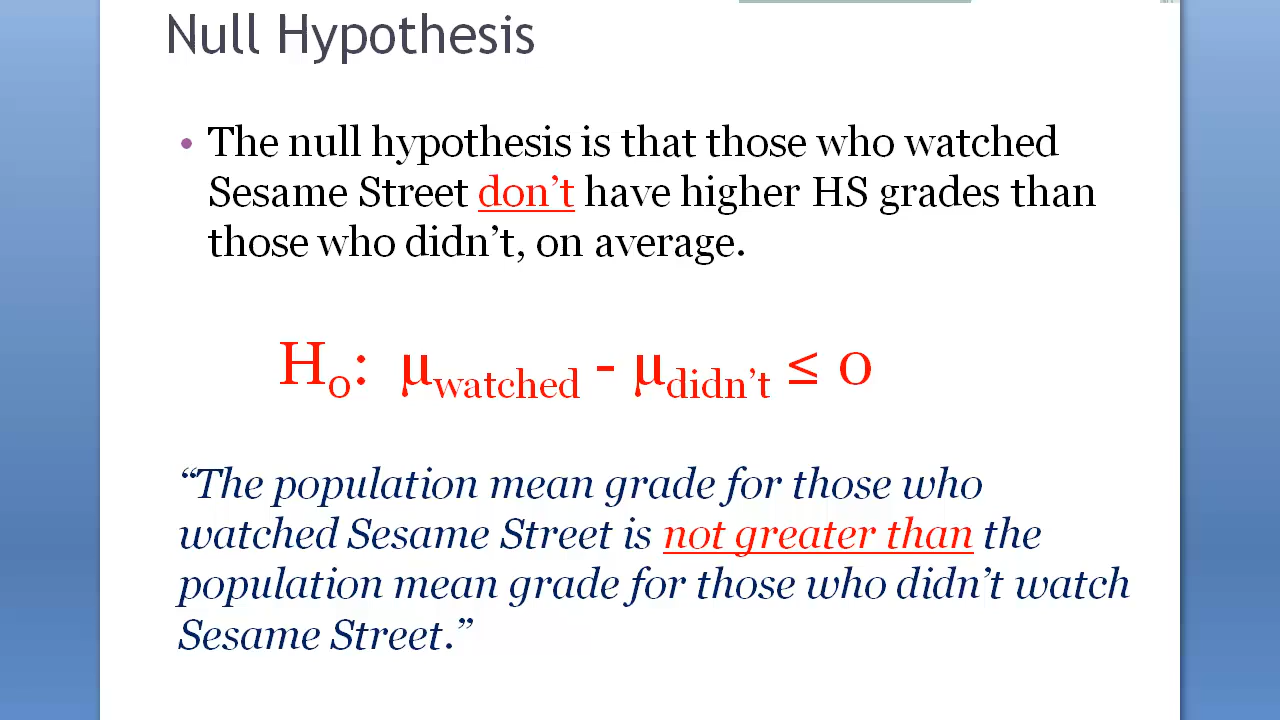 Null Hypothesis
• The null hypothesis is that those who watched
Sesame Street don’t have higher HS grades than
those who didn’t, on average.
H₀: μwatched - μdidn’t ≤ 0
“The population mean grade for those who
watched Sesame Street is not greater than the
population mean grade for those who didn’t watch
Sesame Street.”